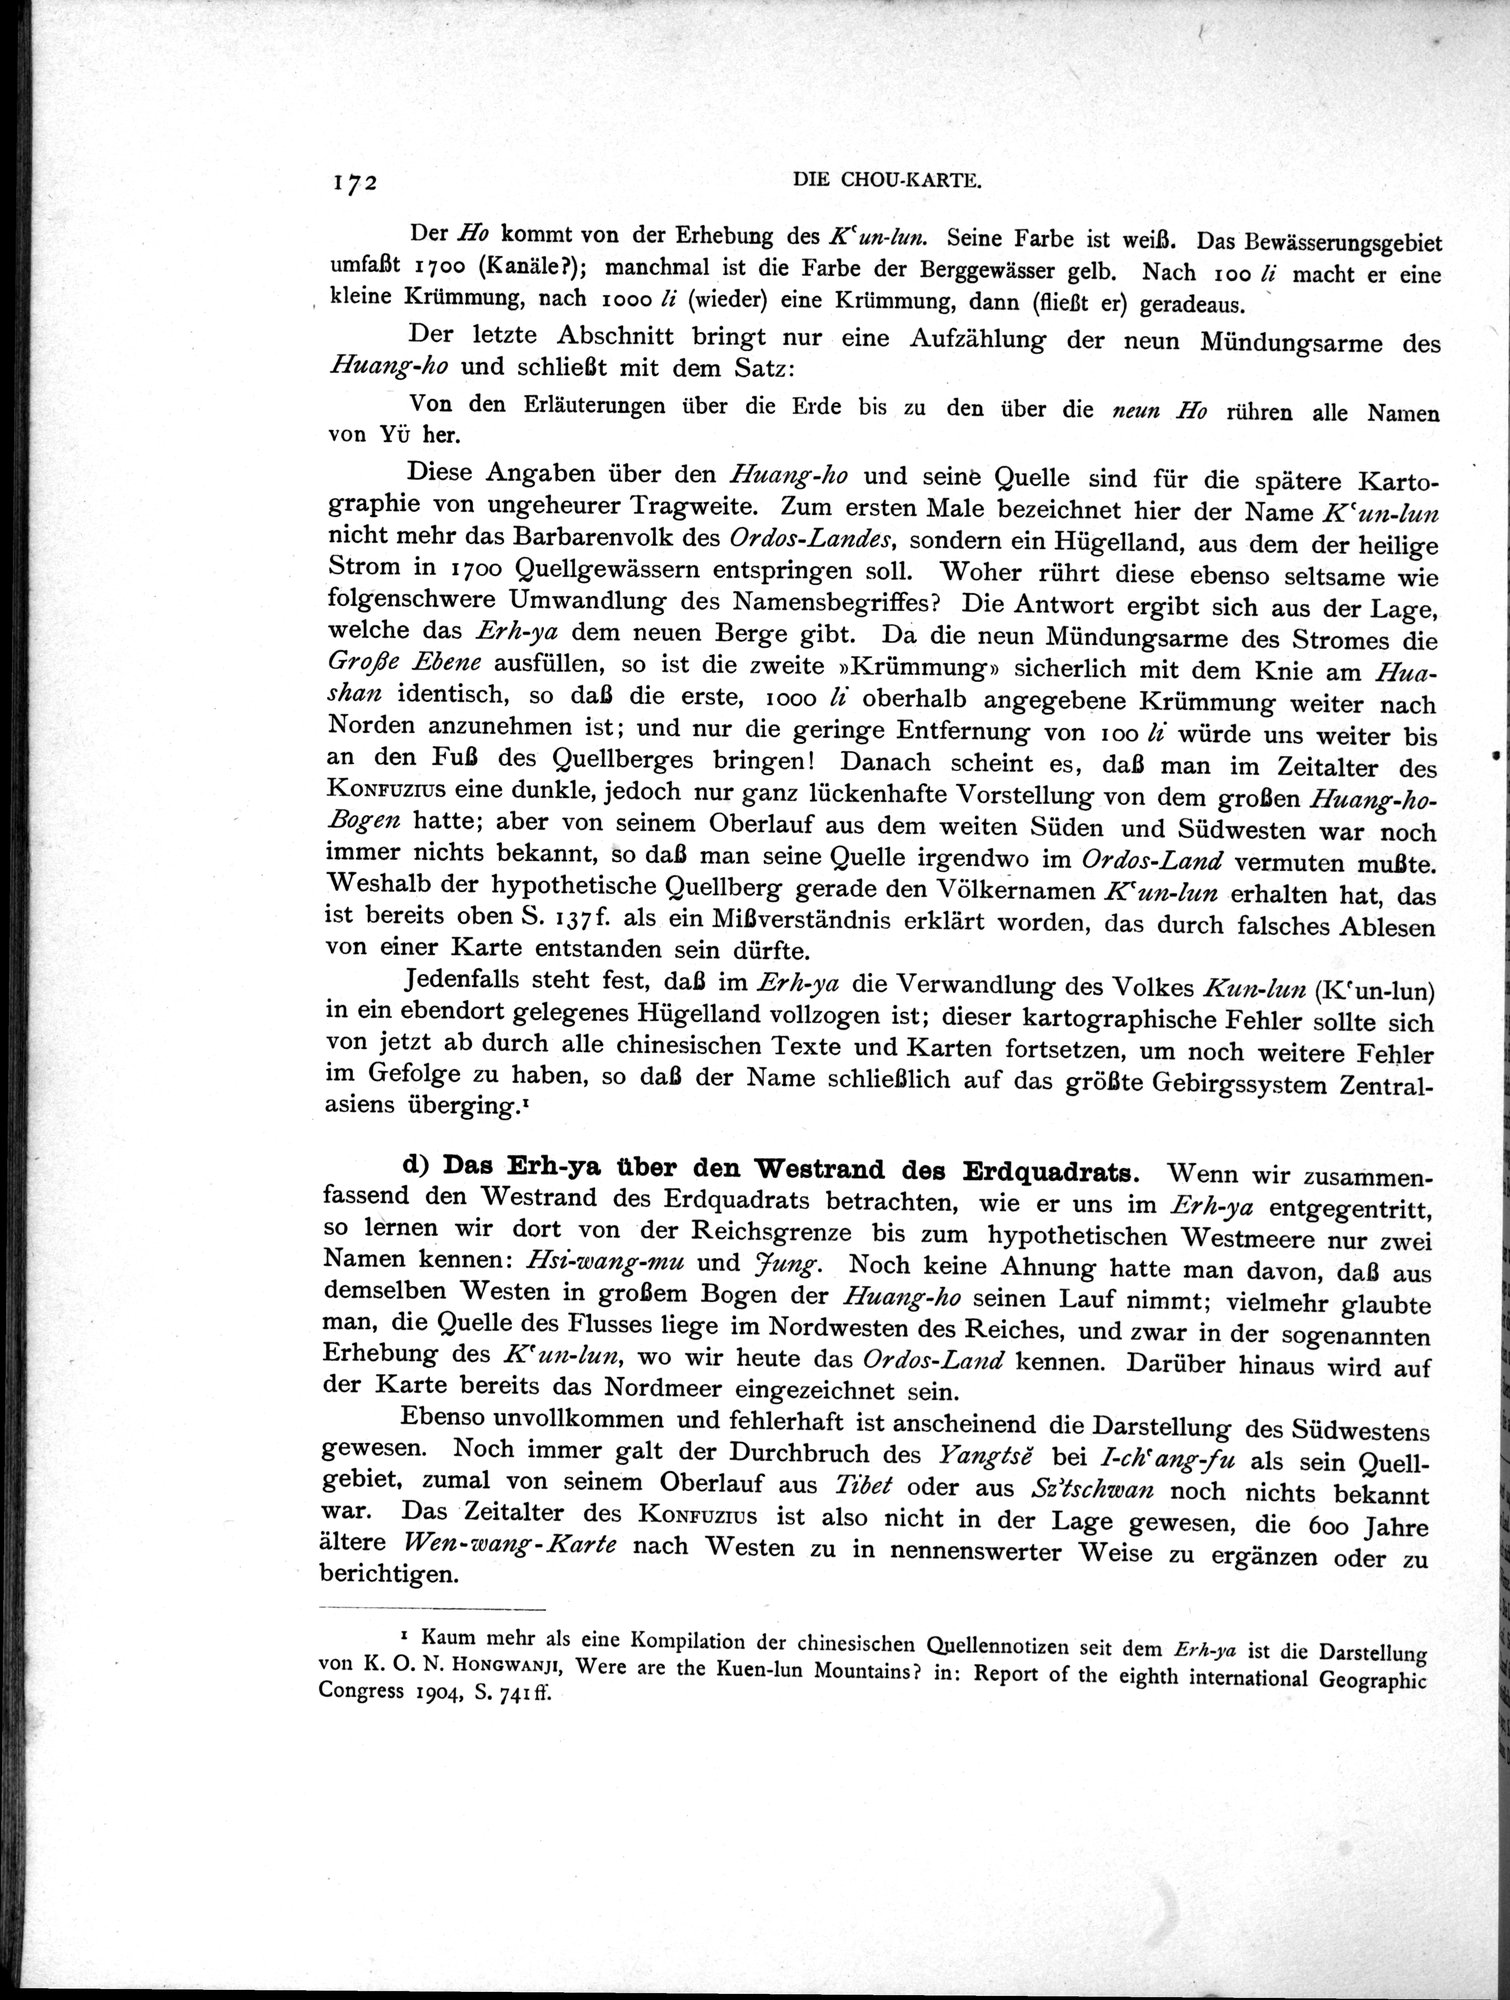 172
DIE CHOU-KARTE.
Der Ho kommt von der Erhebung des Kʿun-lun. Seine Farbe ist weiß. Das Bewässerungsgebiet
umfaßt 1700 (Kanäle?); manchmal ist die Farbe der Berggewässer gelb. Nach 100 li macht er eine
kleine Krümmung, nach 1000 li (wieder) eine Krümmung, dann (fließt er) geradeaus.
Der letzte Abschnitt bringt nur eine Aufzählung der neun Mündungsarme des
Huang-ho und schließt mit dem Satz:
Von den Erläuterungen über die Erde bis zu den über die neun Ho rühren alle Namen
von Yü her.
Diese Angaben über den Huang-ho und seine Quelle sind für die spätere Karto-
graphie von ungeheurer Tragweite. Zum ersten Male bezeichnet hier der Name Kʿun-lun
nicht mehr das Barbarenvolk des Ordos-Landes, sondern ein Hügelland, aus dem der heilige
Strom in 1700 Quellgewässern entspringen soll. Woher rührt diese ebenso seltsame wie
folgenschwere Umwandlung des Namensbegriffes? Die Antwort ergibt sich aus der Lage,
welche das Erh-ya dem neuen Berge gibt. Da die neun Mündungsarme des Stromes die
Große Ebene ausfüllen, so ist die zweite »Krümmung» sicherlich mit dem Knie am Hua-
shan identisch, so daß die erste, 1000 li oberhalb angegebene Krümmung weiter nach
Norden anzunehmen ist; und nur die geringe Entfernung von 100 li würde uns weiter bis
an den Fuß des Quellberges bringen! Danach scheint es, daß man im Zeitalter des
KONFUZIUS eine dunkle, jedoch nur ganz lückenhafte Vorstellung von dem großen Huang-ho-
Bogen hatte; aber von seinem Oberlauf aus dem weiten Süden und Südwesten war noch
immer nichts bekannt, so daß man seine Quelle irgendwo im Ordos-Land vermuten mußte.
Weshalb der hypothetische Quellberg gerade den Völkernamen Kʿun-lun erhalten hat, das
ist bereits oben S. 137f. als ein Mißverständnis erklärt worden, das durch falsches Ablesen
von einer Karte entstanden sein dürfte.
Jedenfalls steht fest, daß im Erh-ya die Verwandlung des Volkes Kun-lun (Kʿun-lun)
in ein ebendort gelegenes Hügelland vollzogen ist; dieser kartographische Fehler sollte sich
von jetzt ab durch alle chinesischen Texte und Karten fortsetzen, um noch weitere Fehler
im Gefolge zu haben, so daß der Name schließlich auf das größte Gebirgssystem Zentral-
asiens überging.¹
d) Das Erh-ya über den Westrand des Erdquadrats. Wenn wir zusammen-
fassend den Westrand des Erdquadrats betrachten, wie er uns im Erh-ya entgegentritt,
so lernen wir dort von der Reichsgrenze bis zum hypothetischen Westmeere nur zwei
Namen kennen: Hsi-wang-mu und Jung. Noch keine Ahnung hatte man davon, daß aus
demselben Westen in großem Bogen der Huang-ho seinen Lauf nimmt; vielmehr glaubte
man, die Quelle des Flusses liege im Nordwesten des Reiches, und zwar in der sogenannten
Erhebung des Kʿun-lun, wo wir heute das Ordos-Land kennen. Darüber hinaus wird auf
der Karte bereits das Nordmeer eingezeichnet sein.
Ebenso unvollkommen und fehlerhaft ist anscheinend die Darstellung des Südwestens
gewesen. Noch immer galt der Durchbruch des Yangtsĕ bei I-chʿang-fu als sein Quell-
gebiet, zumal von seinem Oberlauf aus Tibet oder aus Sz'tschwan noch nichts bekannt
war. Das Zeitalter des KONFUZIUS ist also nicht in der Lage gewesen, die 600 Jahre
ältere Wen-wang-Karte nach Westen zu in nennenswerter Weise zu ergänzen oder zu
berichtigen.
¹ Kaum mehr als eine Kompilation der chinesischen Quellennotizen seit dem Erh-ya ist die Darstellung
von K. O. N. HONGWANJI, Were are the Kuen-lun Mountains? in: Report of the eighth international Geographic
Congress 1904, S. 741ff.